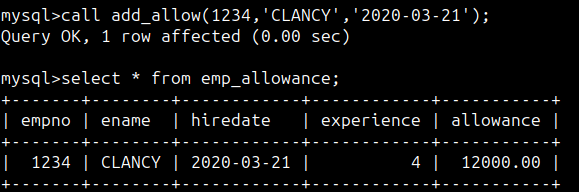 mysql>call add_allow(1234,'CLANCY','2020-03-21');
Query OK, 1 row affected (0.00 sec)
mysql>select * from emp_allowance;
+-------+--------+------------+------------+-----------+
| empno | ename  | hiredate   | experience | allowance |
+-------+--------+------------+------------+-----------+
|  1234 | CLANCY | 2020-03-21 |          4 |  12000.00 |
+-------+--------+------------+------------+-----------+